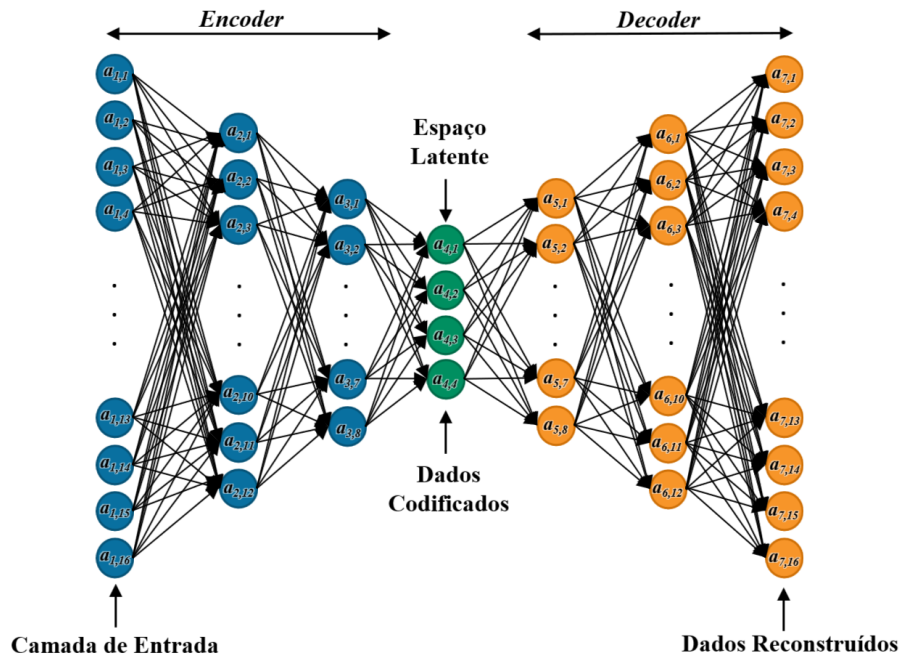 Encoder
Decoder
a1,1
a1,2
a1,3
a1,4
a1,13
a1,14
a1,15
a1,16
Camada de Entrada
a2,1
a2,2
a2,3
a2,10
a2,11
a2,12
a3,1
a3,2
a3,7
a3,8
Espaço
Latente
a4,1
a4,2
a4,3
a4,4
Dados
Codificados
a5,1
a5,2
a5,7
a5,8
a6,1
a6,2
a6,3
a6,10
a6,11
a6,12
a7,1
a7,2
a7,3
a7,4
a7,13
a7,14
a7,15
a7,16
Dados Reconstruídos